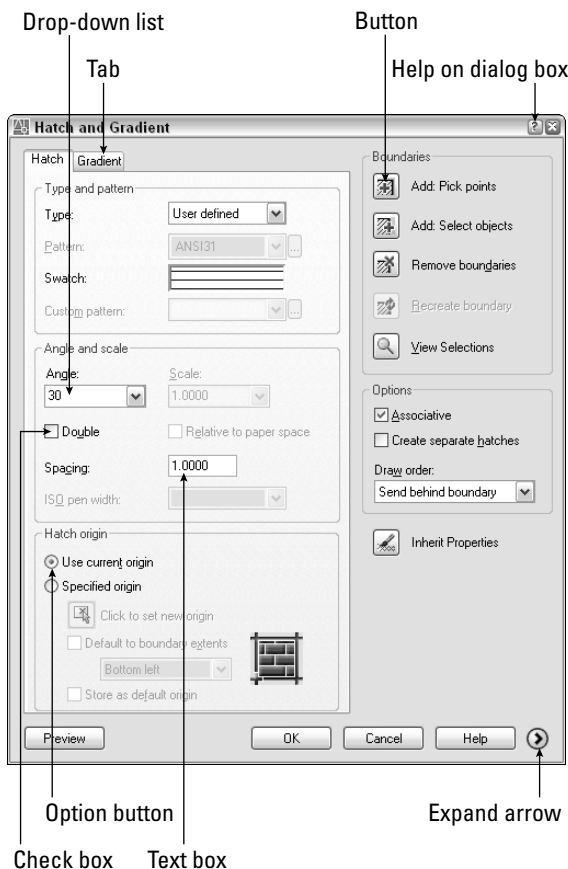 Drop-down list
Button
Tab
Help on dialog box
Hatch and Gradient
Hatch
Gradient
Type and pattern
Type:
User defined
Pattern:
ANSI31
...
Swatch:
Custom pattern:
...
Angle and scale
Angle:
Scale:
30
1.0000
Double
Relative to paper space
Spacing:
1.0000
ISO pen width:
Hatch origin
Use current origin
Specified origin
Click to set new origin
Default to boundary extents
Bottom left
Store as default origin
Boundaries
Add: Pick points
Add: Select objects
Remove boundaries
Recreate boundary
View Selections
Options
Associative
Create separate hatches
Draw order:
Send behind boundary
Inherit Properties
Preview
OK
Cancel
Help
Option button
Expand arrow
Check box
Text box